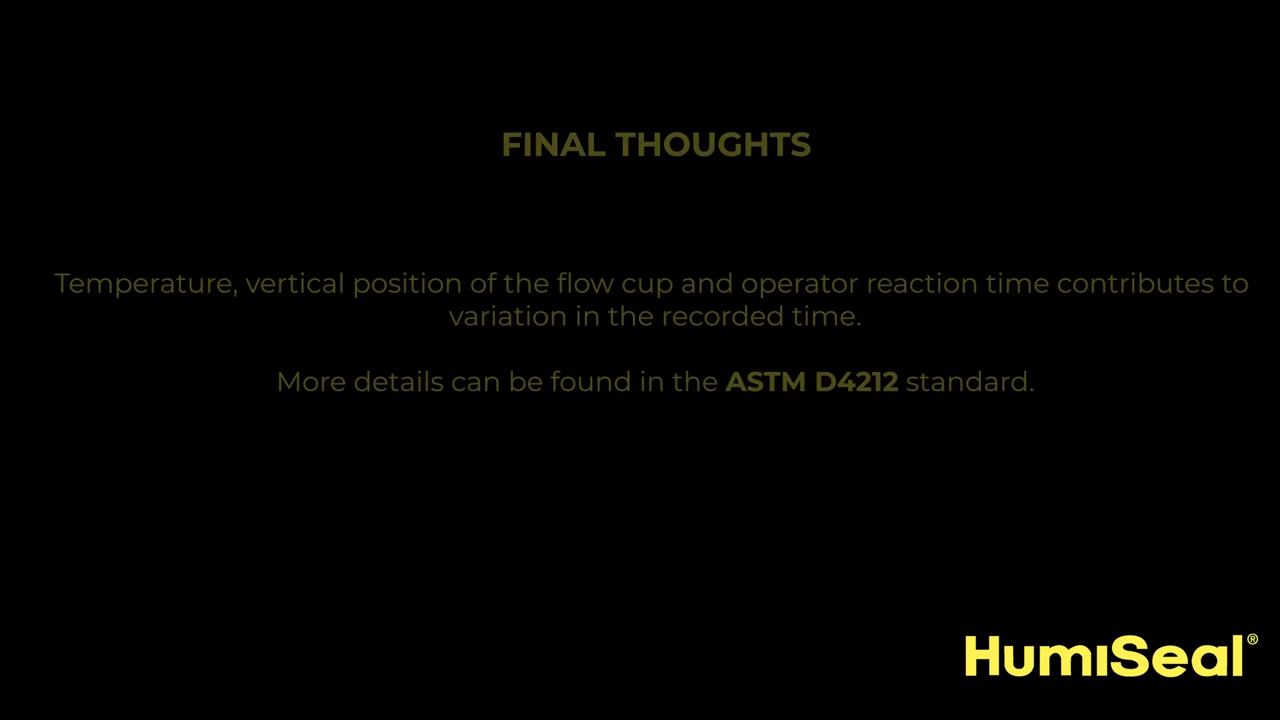 FINAL THOUGHTS
Temperature, vertical position of the flow cup and operator reaction time contributes to
variation in the recorded time.
More details can be found in the ASTM D4212 standard.
HumiSeal®